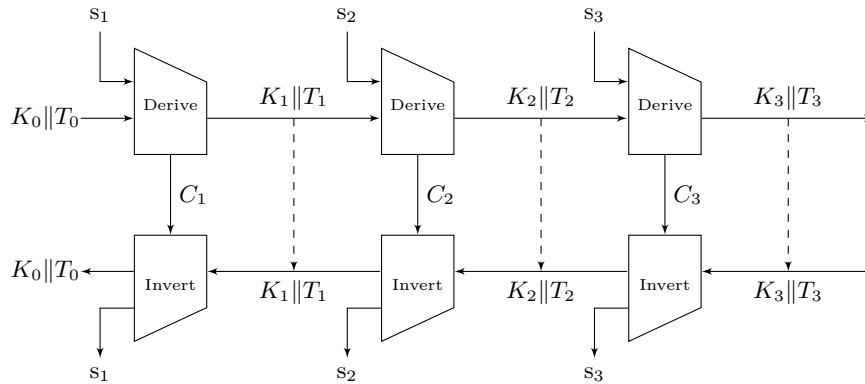 s₁ s₂ s₃
K₁∥T₁ K₂∥T₂ K₃∥T₃
Derive Derive Derive
K₀∥T₀
C₁ C₂ C₃
K₀∥T₀
Invert Invert Invert
K₁∥T₁ K₂∥T₂ K₃∥T₃
s₁ s₂ s₃